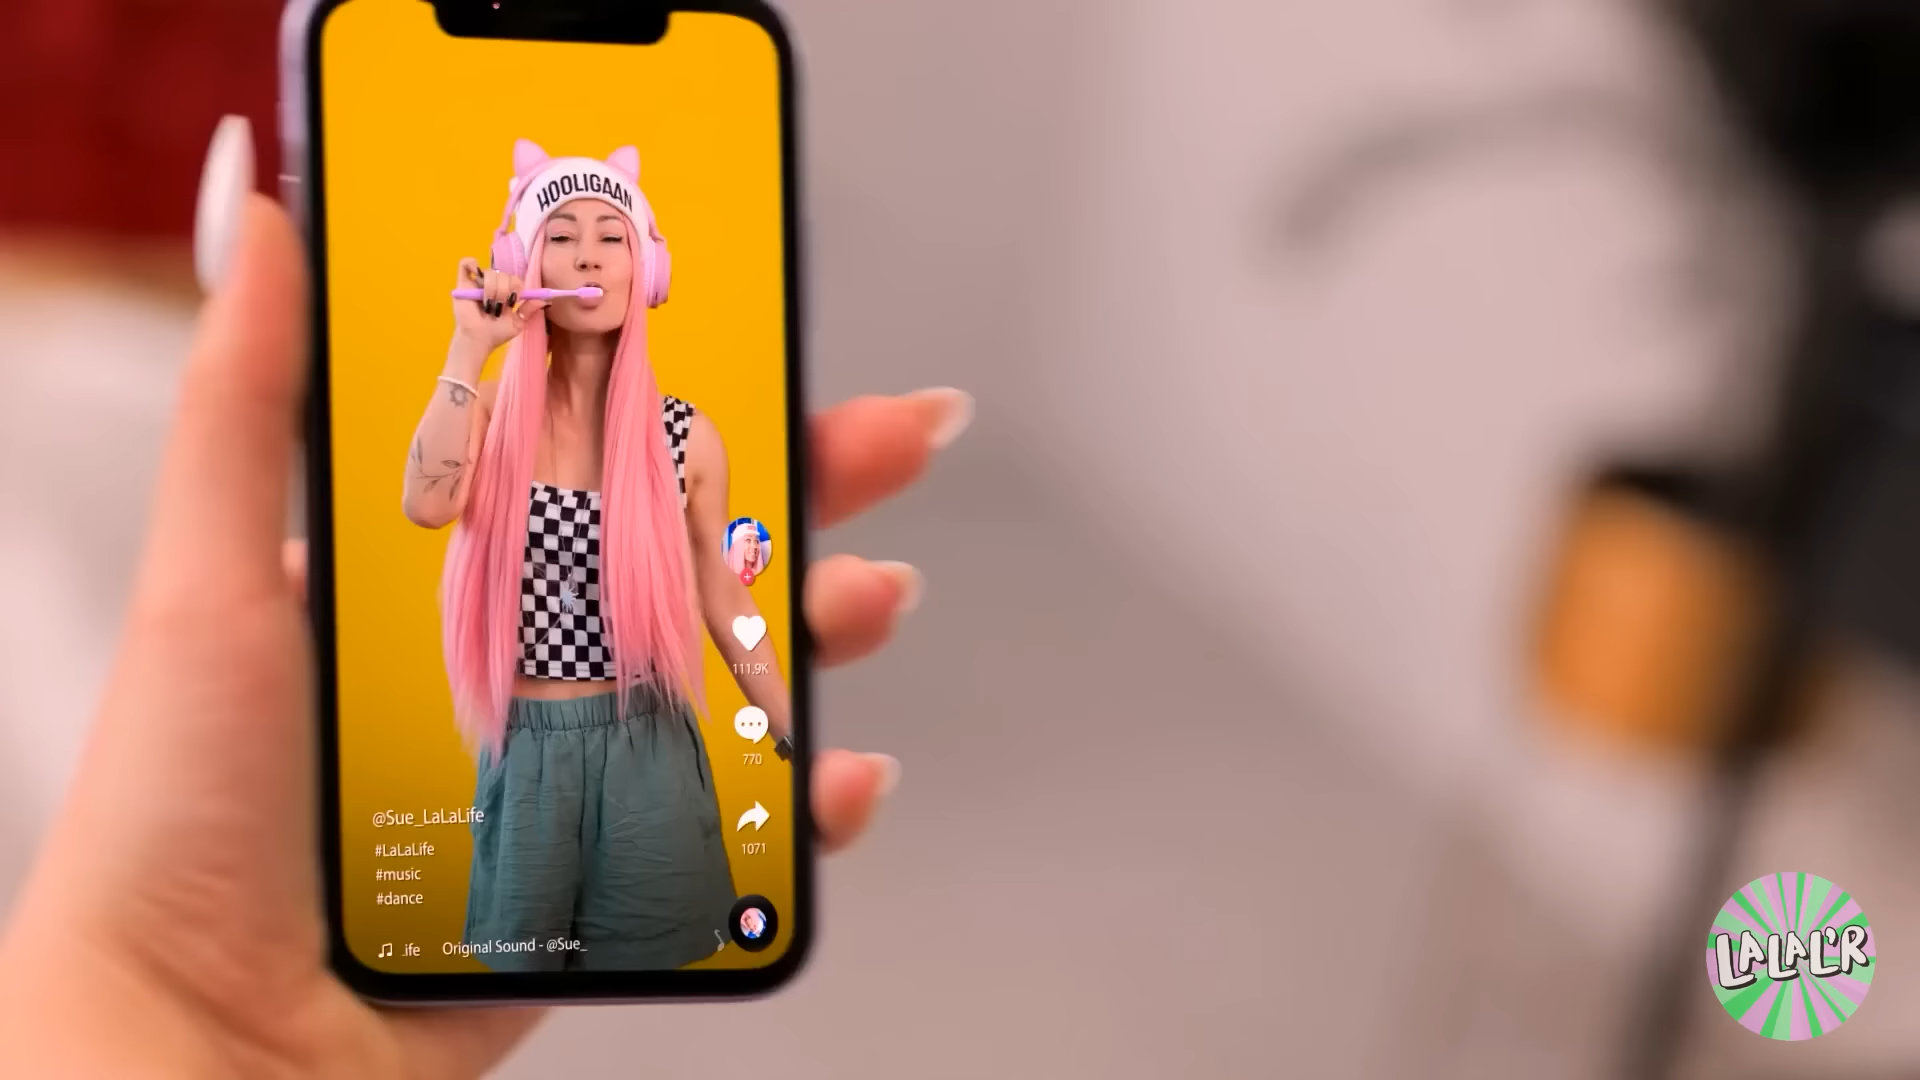 HOOLIGAAN
111.9K
770
1071
@Sue_LaLaLife
#LaLaLife
#music
#dance
.ife Original Sound - @Sue_
LALAL'R